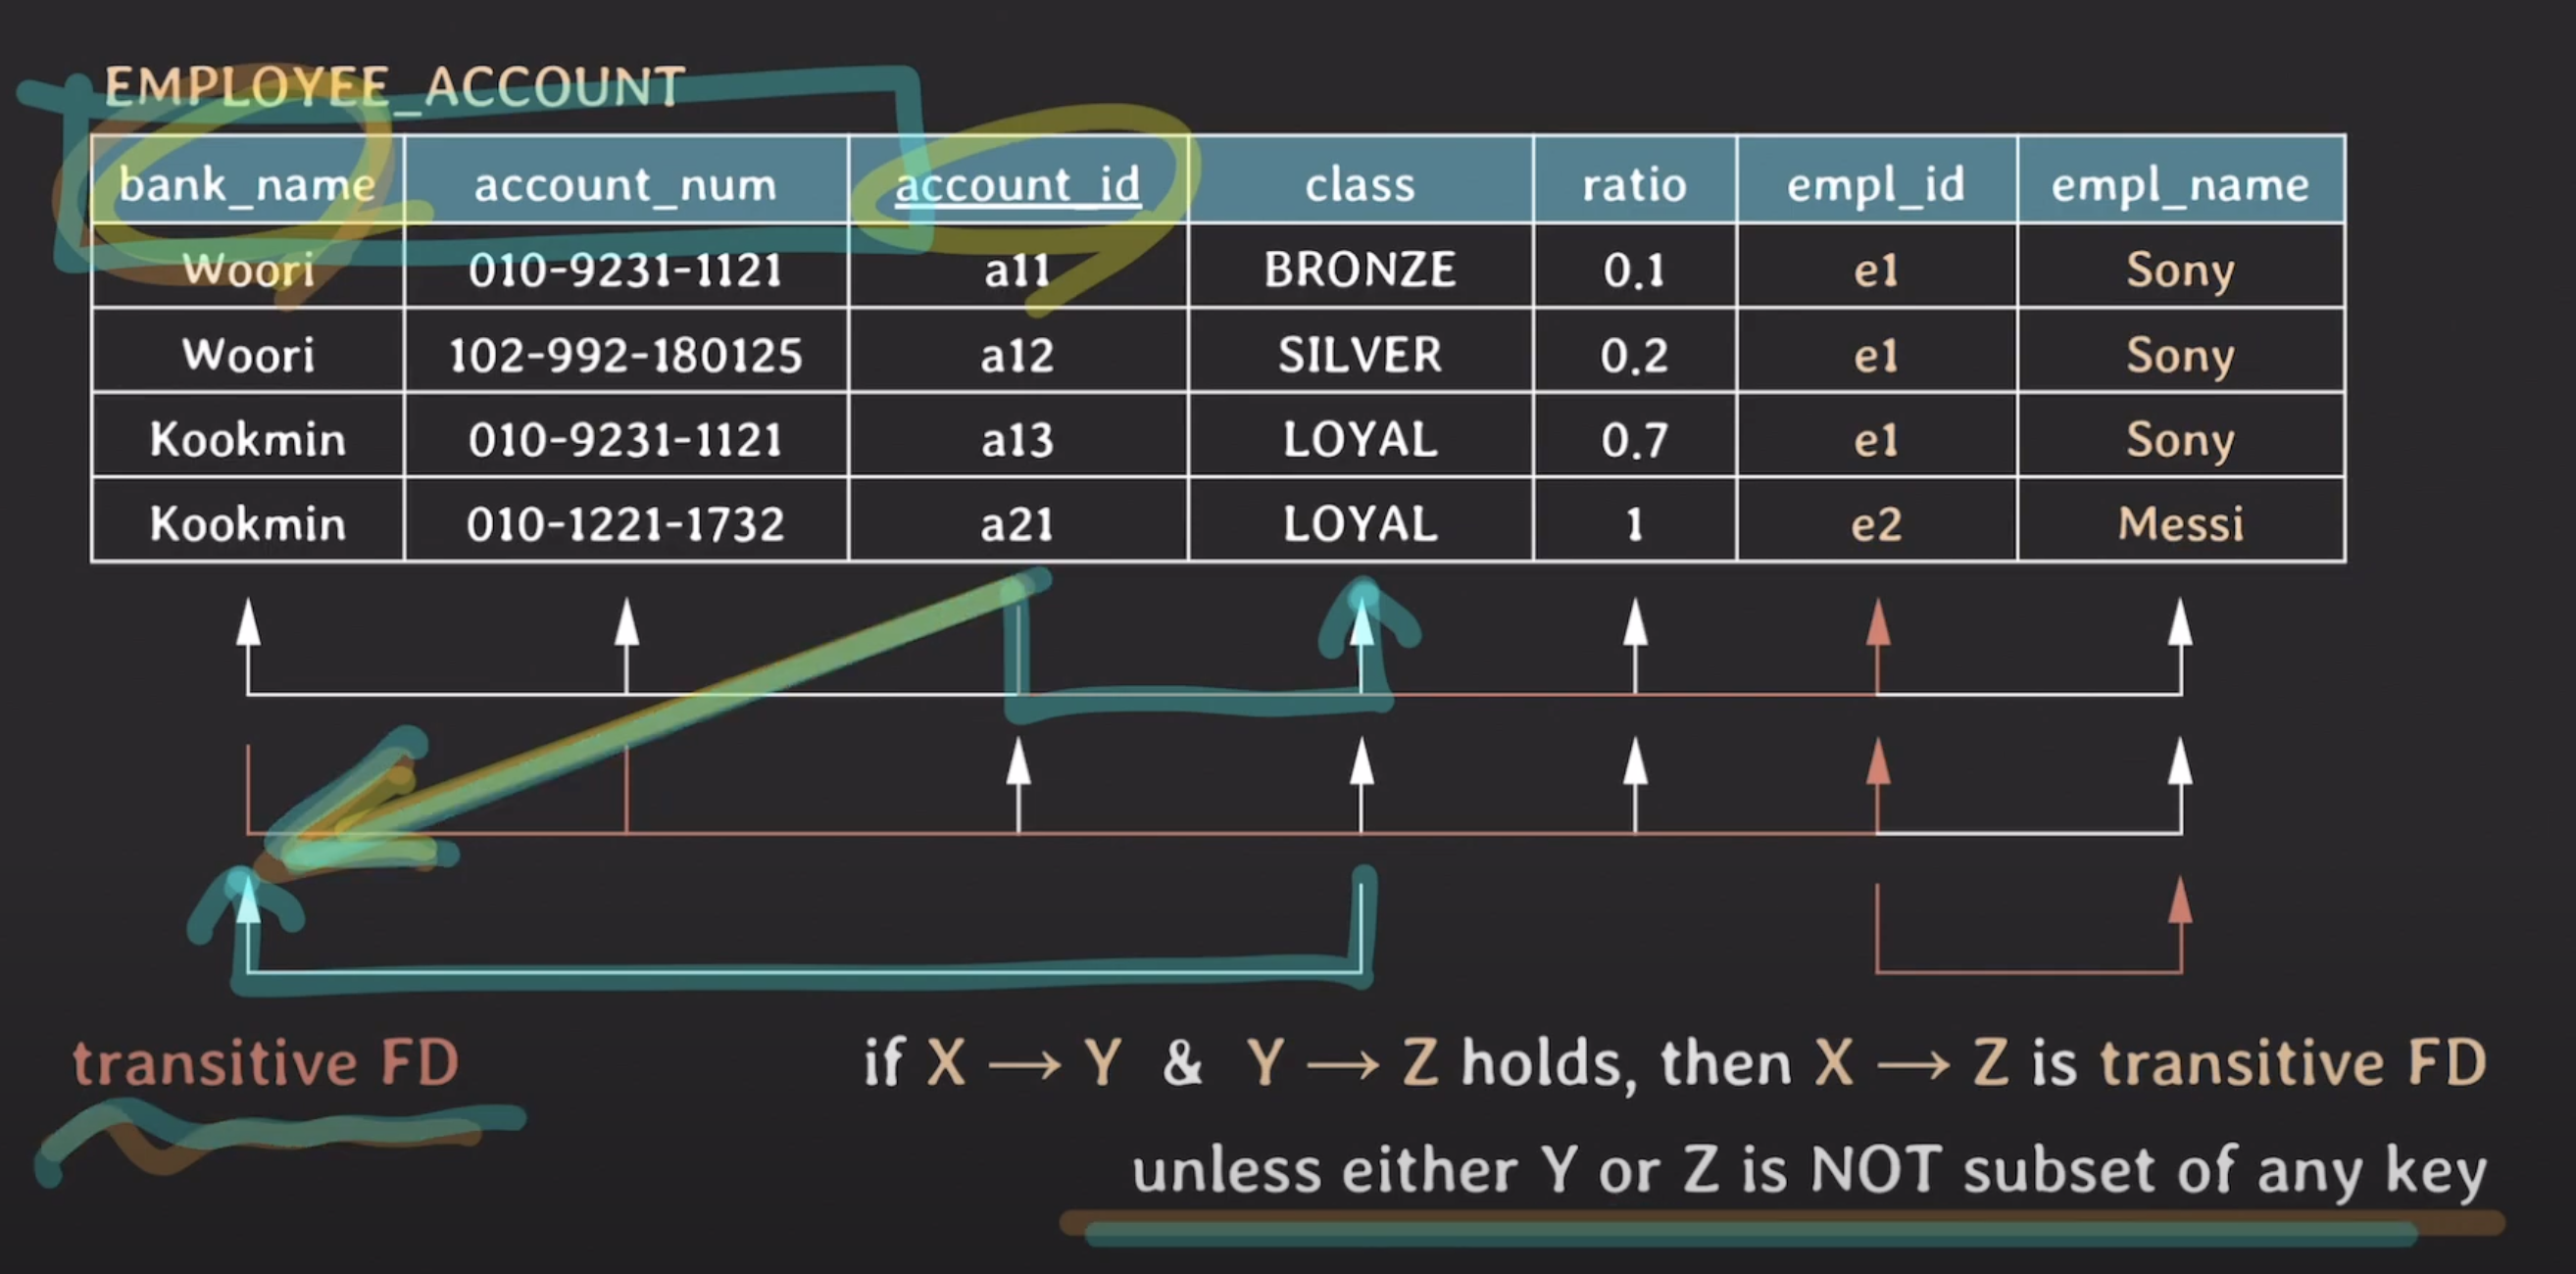 EMPLOYEE_ACCOUNT
bank_name account_num account_id class ratio empl_id empl_name
Woori 010-9231-1121 a11 BRONZE 0.1 e1 Sony
Woori 102-992-180125 a12 SILVER 0.2 e1 Sony
Kookmin 010-9231-1121 a13 LOYAL 0.7 e1 Sony
Kookmin 010-1221-1732 a21 LOYAL 1 e2 Messi
transitive FD
if X → Y & Y → Z holds, then X → Z is transitive FD
unless either Y or Z is NOT subset of any key